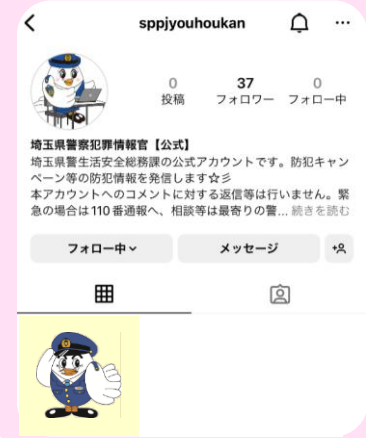 sppjyouhoukan
0 37 0
投稿 フォロワー フォロー中
埼玉県警察犯罪情報官【公式】
埼玉県警生活安全総務課の公式アカウントです。防犯キャン
ペーン等の防犯情報を発信します☆彡
本アカウントへのコメントに対する返信等は行いません。緊
急の場合は110番通報へ、相談等は最寄りの警... 続きを読む
フォロー中 メッセージ